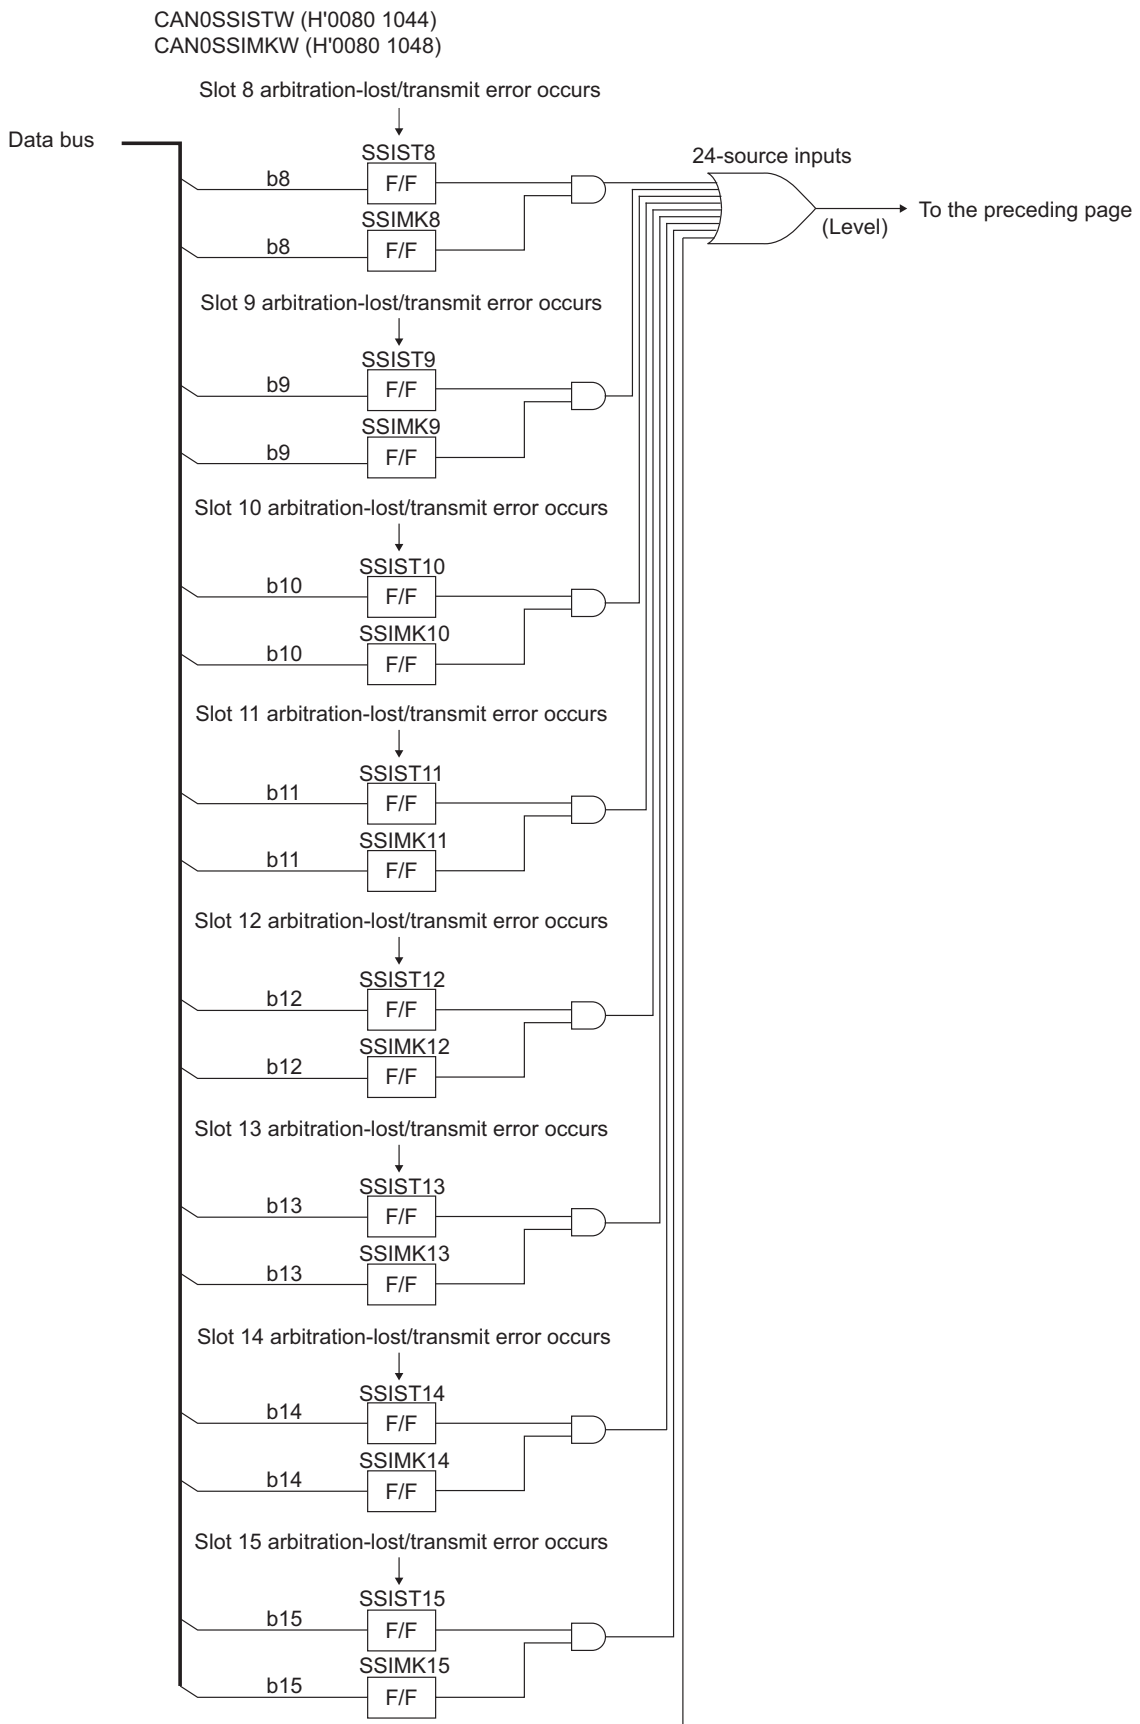 CAN0SSISTW (H'0080 1044)
CAN0SSIMKW (H'0080 1048)
Slot 8 arbitration-lost/transmit error occurs
Data bus
SSIST8
24-source inputs
b8
F/F
To the preceding page
SSIMK8
(Level)
b8
F/F
Slot 9 arbitration-lost/transmit error occurs
SSIST9
b9
F/F
SSIMK9
b9
F/F
Slot 10 arbitration-lost/transmit error occurs
SSIST10
b10
F/F
SSIMK10
b10
F/F
Slot 11 arbitration-lost/transmit error occurs
SSIST11
b11
F/F
SSIMK11
b11
F/F
Slot 12 arbitration-lost/transmit error occurs
SSIST12
b12
F/F
SSIMK12
b12
F/F
Slot 13 arbitration-lost/transmit error occurs
SSIST13
b13
F/F
SSIMK13
b13
F/F
Slot 14 arbitration-lost/transmit error occurs
SSIST14
b14
F/F
SSIMK14
b14
F/F
Slot 15 arbitration-lost/transmit error occurs
SSIST15
b15
F/F
SSIMK15
b15
F/F